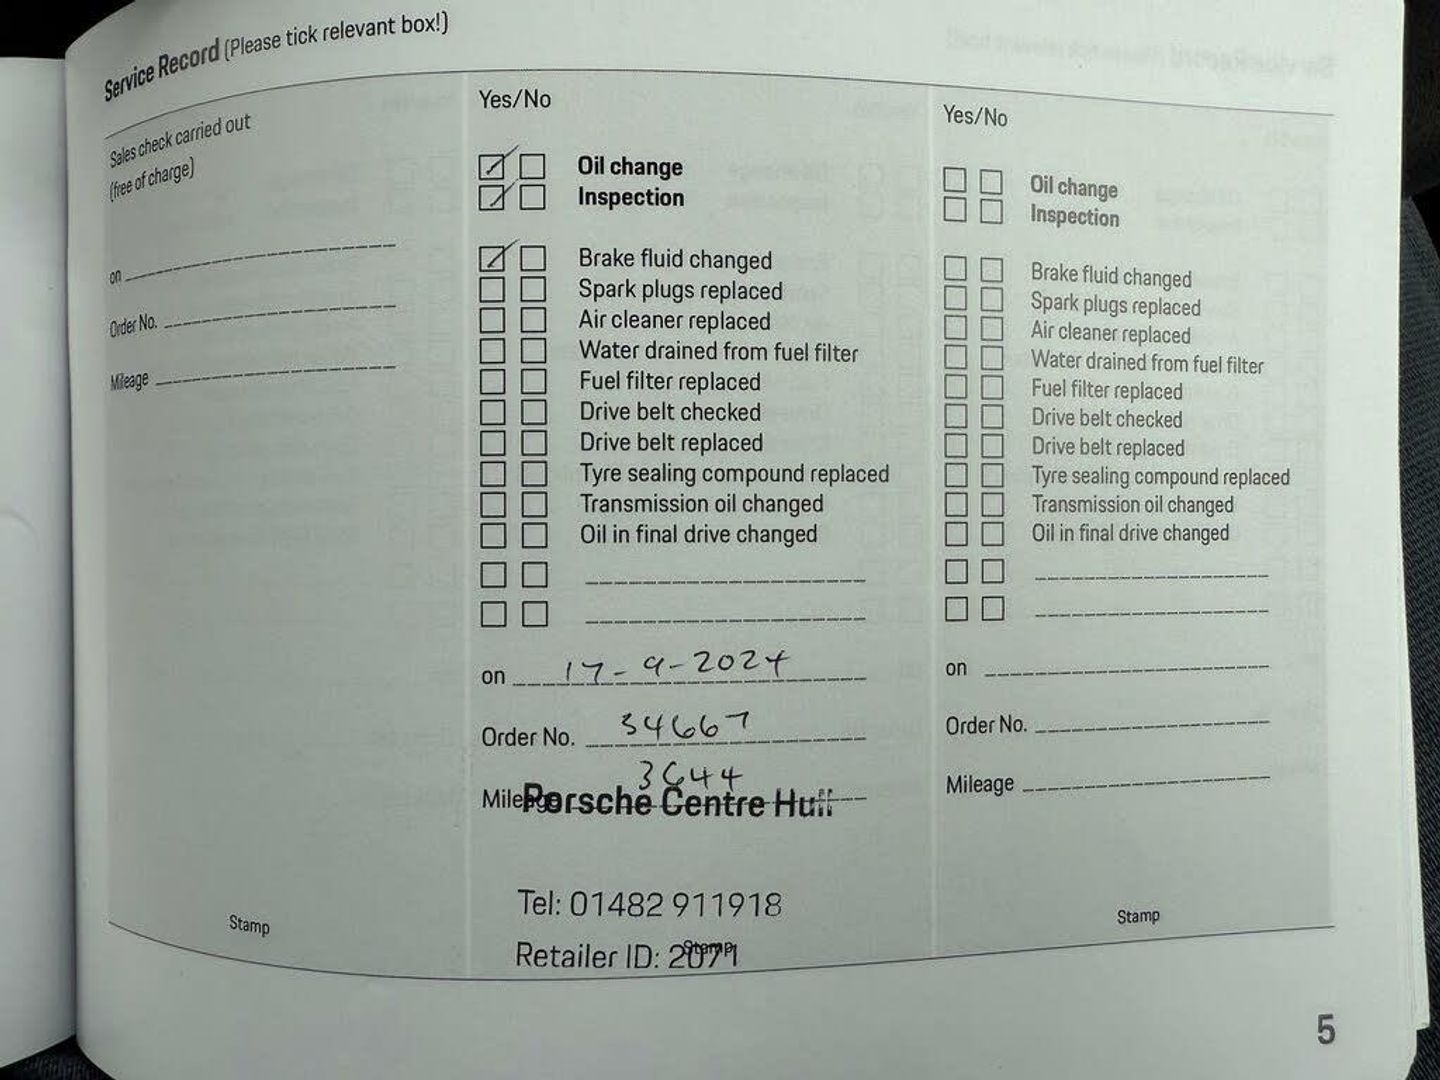 Service Record (Please tick relevant box!)
Sales check carried out
(free of charge)
on
Order No.
Mileage
Stamp
Yes/No
Oil change
Inspection
Brake fluid changed
Spark plugs replaced
Air cleaner replaced
Water drained from fuel filter
Fuel filter replaced
Drive belt checked
Drive belt replaced
Tyre sealing compound replaced
Transmission oil changed
Oil in final drive changed
on 17-9-2024
Order No. 34667
Mileage 3644
Porsche Centre Hull
Tel: 01482 911918
Retailer ID: 2071
Stamp
Yes/No
Oil change
Inspection
Brake fluid changed
Spark plugs replaced
Air cleaner replaced
Water drained from fuel filter
Fuel filter replaced
Drive belt checked
Drive belt replaced
Tyre sealing compound replaced
Transmission oil changed
Oil in final drive changed
on
Order No.
Mileage
Stamp
5